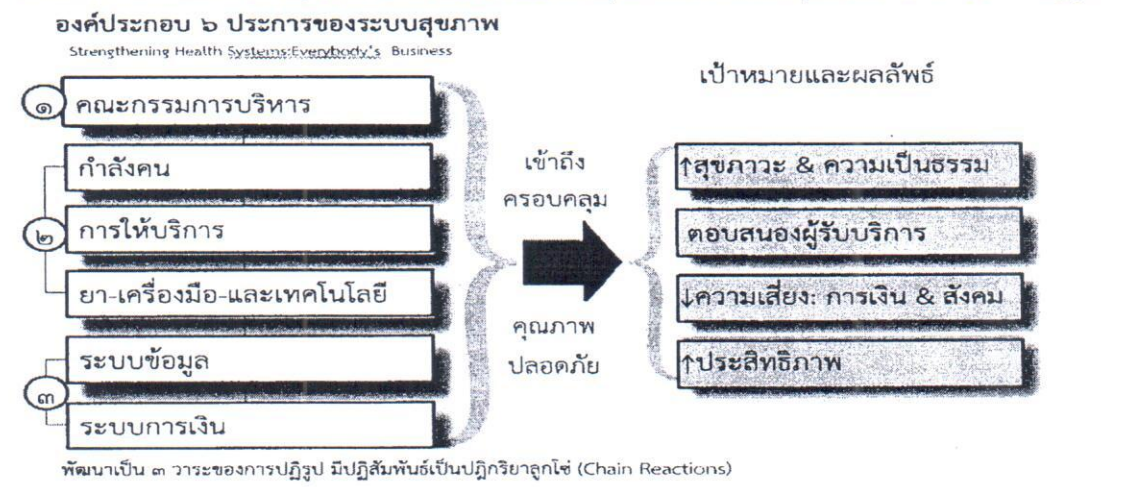 องค์ประกอบ ๖ ประการของระบบสุขภาพ
Strengthening Health Systems:Everybody's Business
๑ คณะกรรมการบริหาร
กำลังคน
๒ การให้บริการ
ยา-เครื่องมือ-และเทคโนโลยี
๓
ระบบข้อมูล
ระบบการเงิน
เข้าถึง
ครอบคลุม
คุณภาพ
ปลอดภัย
เป้าหมายและผลลัพธ์
↑สุขภาวะ & ความเป็นธรรม
ตอบสนองผู้รับบริการ
↓ความเสี่ยง: การเงิน & สังคม
↑ประสิทธิภาพ
พัฒนาเป็น ๓ วาระของการปฏิรูป มีปฏิสัมพันธ์เป็นปฏิกริยาลูกโซ่ (Chain Reactions)